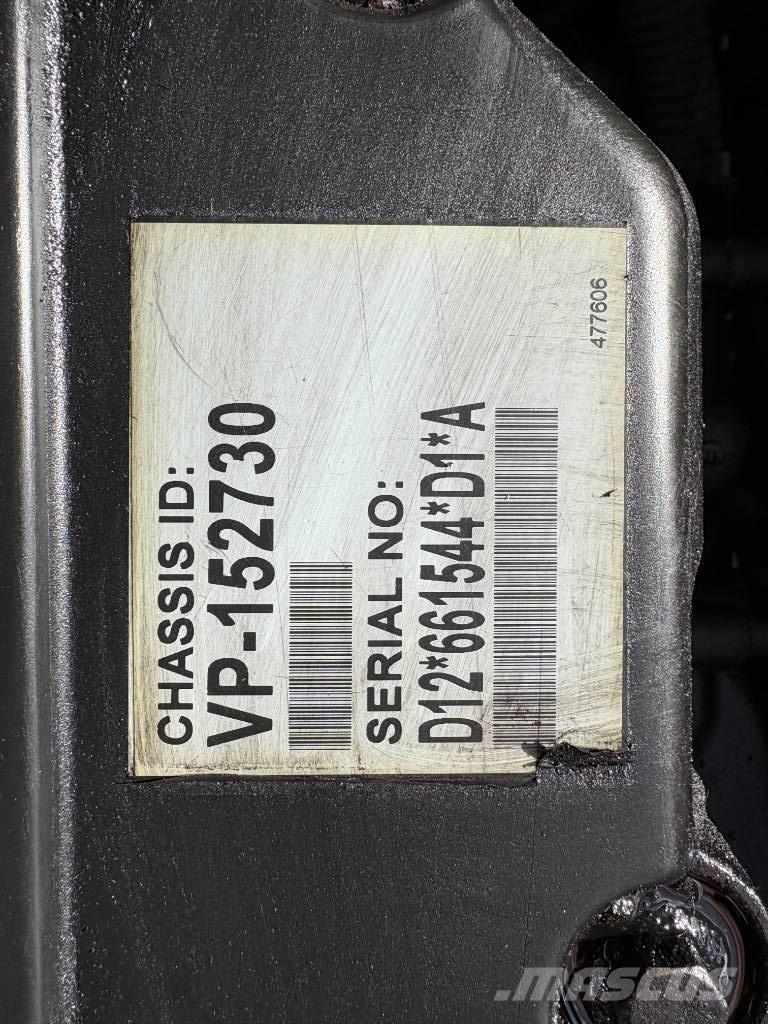 CHASSIS ID:
VP-152730
SERIAL NO:
D12*661544*D1*A
477606
MASCUS